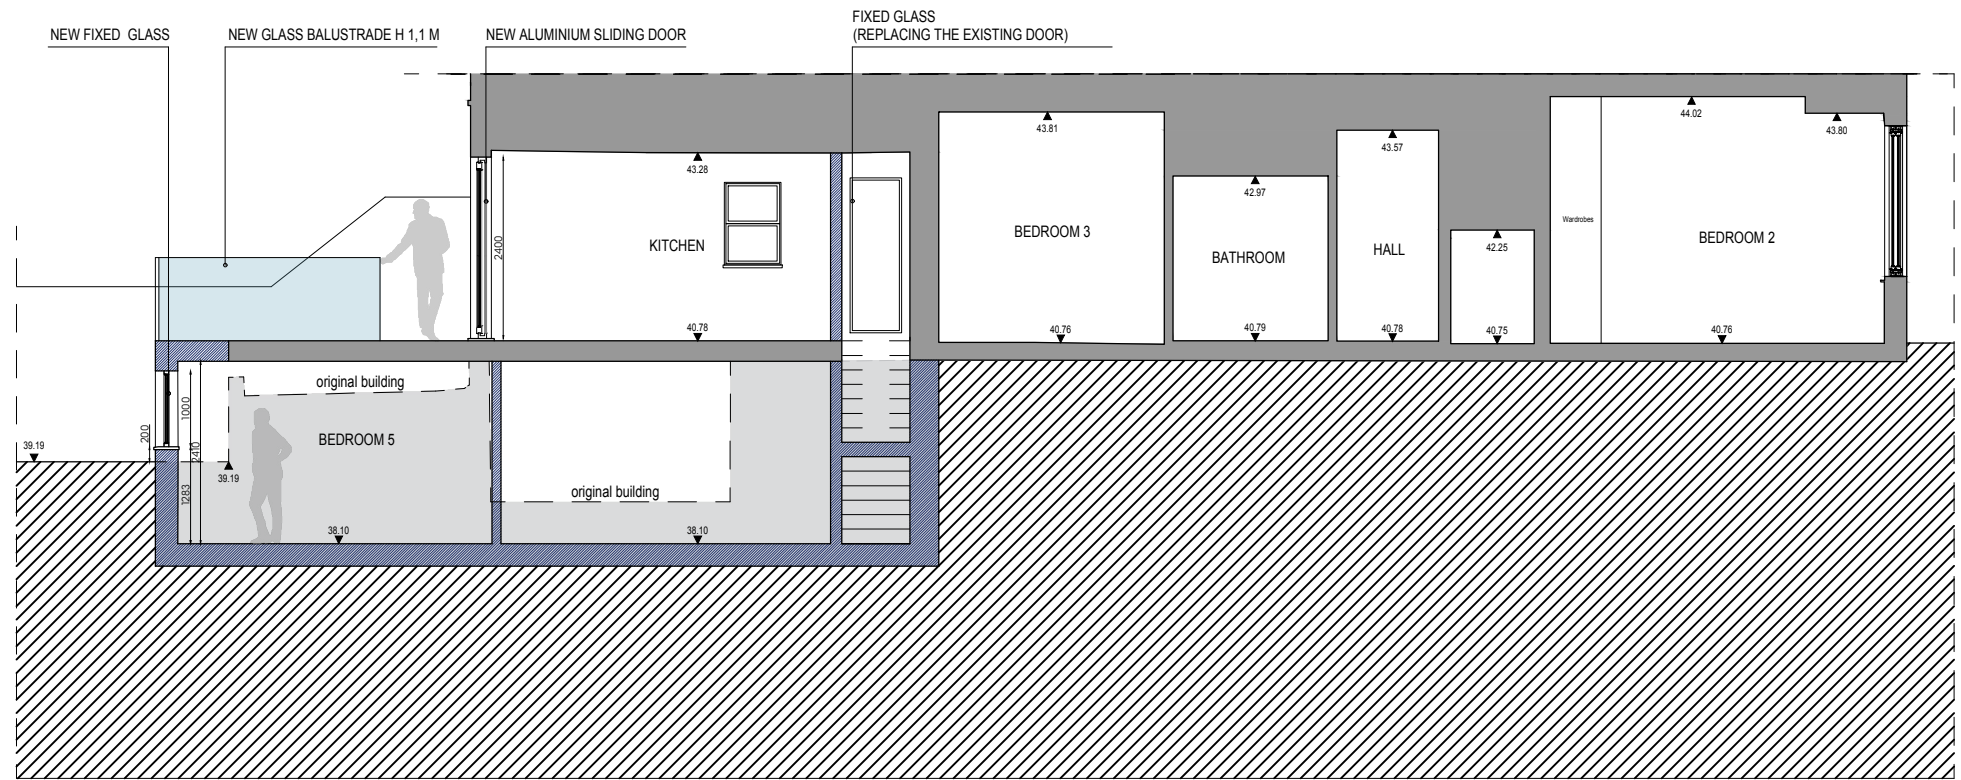 FIXED GLASS
(REPLACING THE EXISTING DOOR)
NEW FIXED GLASS
NEW GLASS BALUSTRADE H 1,1 M
NEW ALUMINIUM SLIDING DOOR
43.81
44.02
43.80
43.28
43.57
42.97
Wardrobes
BEDROOM 3
BEDROOM 2
KITCHEN
2400
HALL
BATHROOM
42.25
40.78
40.76
40.79
40.78
40.75
40.76
original building
1000
BEDROOM 5
200
39.19
2410
39.19
original building
1283
38.10
38.10